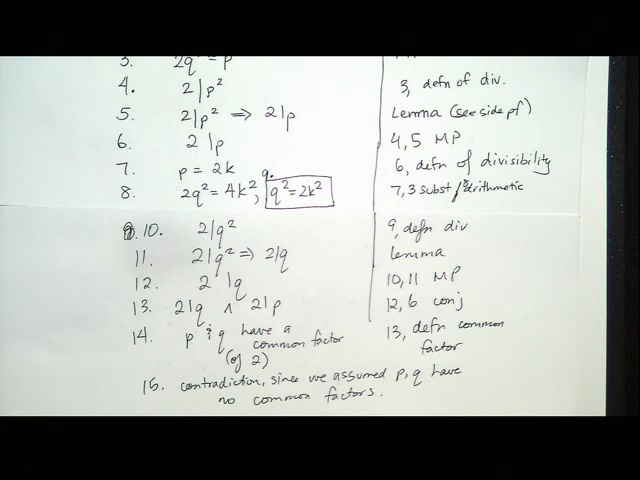 3. 2q² = p
4. 2|p² 3, defn of div.
5. 2|p² ⇒ 2|p Lemma (see side pf)
6. 2|p 4,5 MP
7. p = 2k 6, defn of divisibility
8. 2q² = 4k², 9. q² = 2k² 7,3 subst & arithmetic
10. 2|q² 9, defn div
11. 2|q² ⇒ 2|q Lemma
12. 2|q 10,11 MP
13. 2|q ∧ 2|p 12,6 conj
14. p & q have a 13, defn common
common factor factor
(of 2)
15. contradiction, since we assumed p, q have
no common factors.